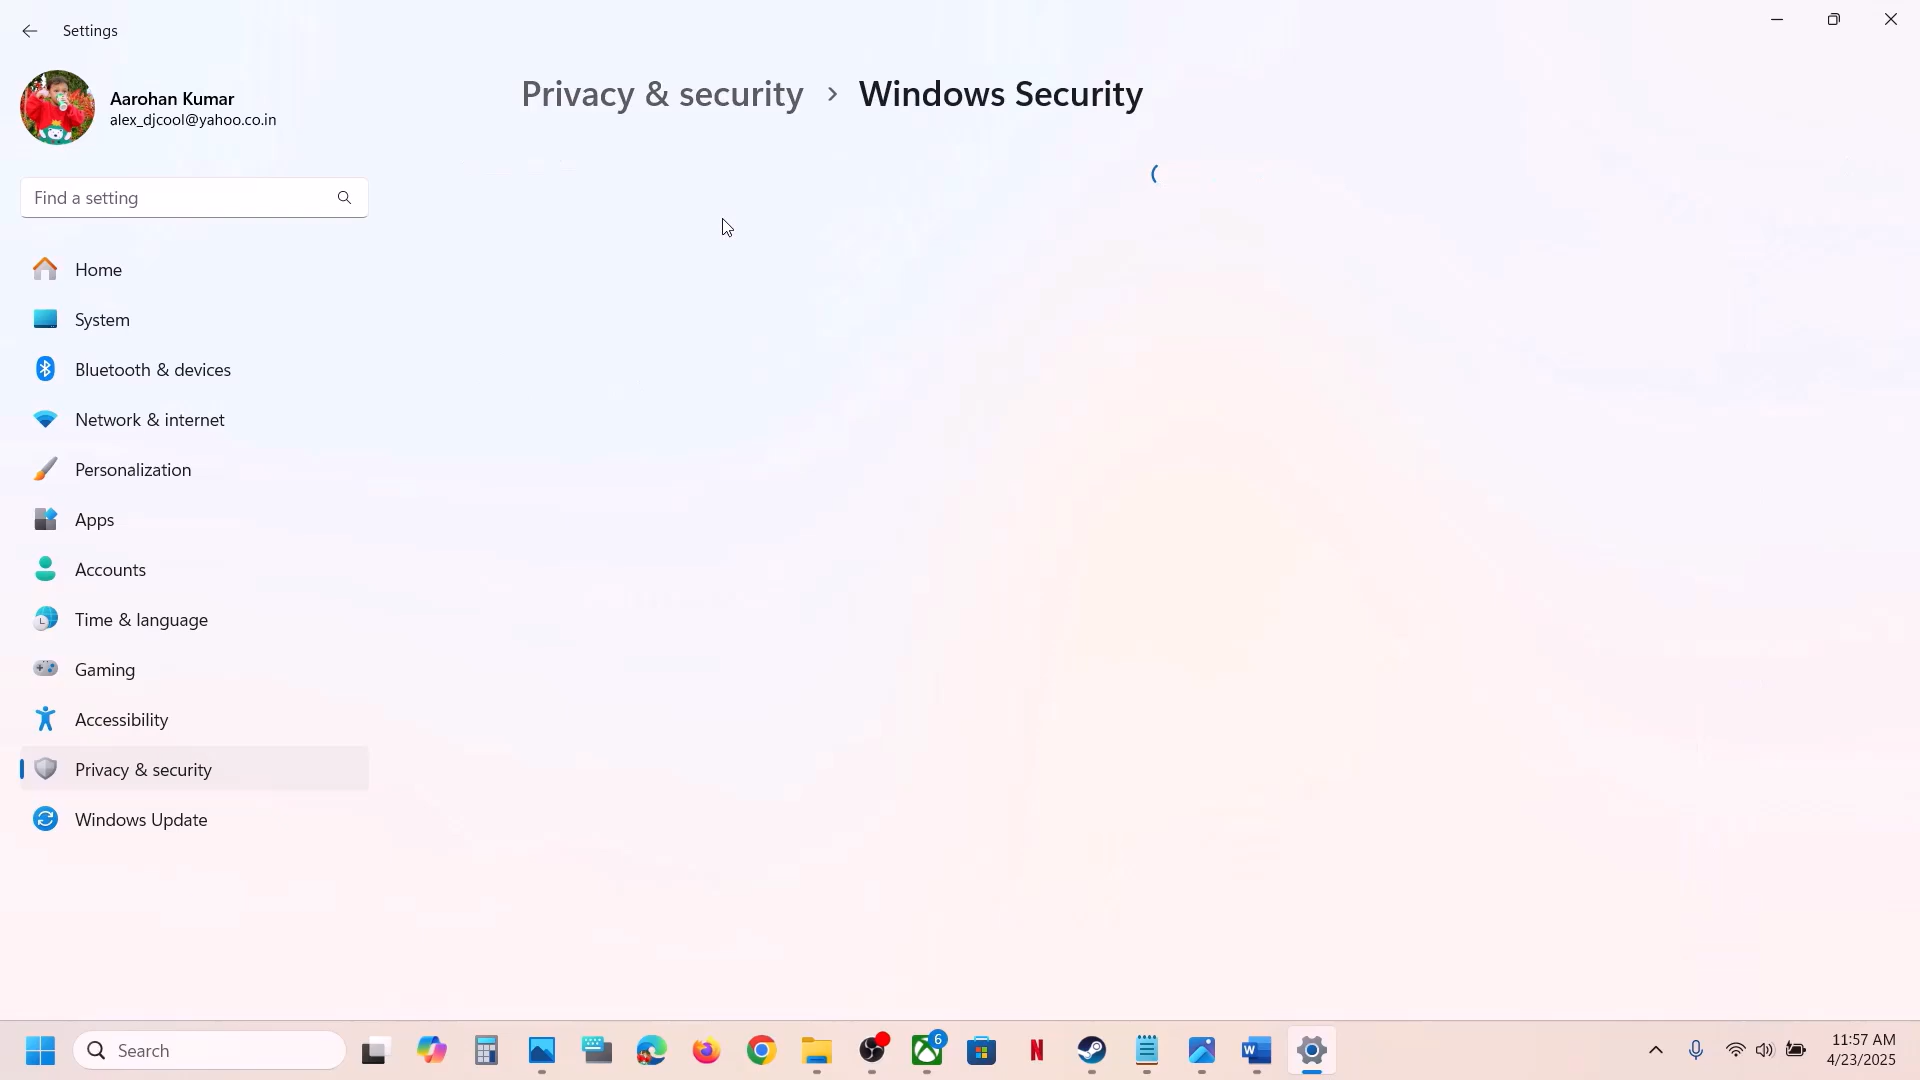 Settings
Aarohan Kumar
alex_djcool@yahoo.co.in
Privacy & security › Windows Security
Find a setting
Home
System
Bluetooth & devices
Network & internet
Personalization
Apps
Accounts
Time & language
Gaming
Accessibility
Privacy & security
Windows Update
Search
6
N
W
11:57 AM
4/23/2025